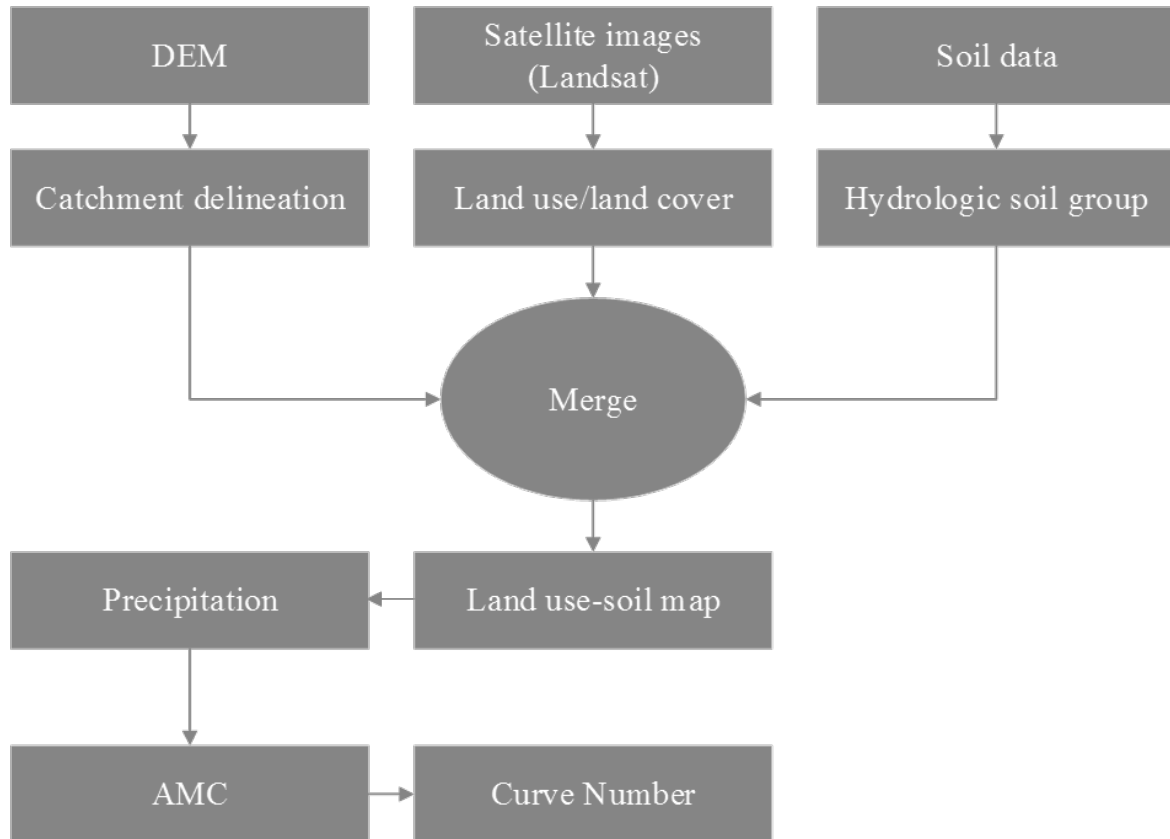 DEM
Satellite images
(Landsat)
Soil data
Catchment delineation
Land use/land cover
Hydrologic soil group
Merge
Precipitation
Land use-soil map
AMC
Curve Number